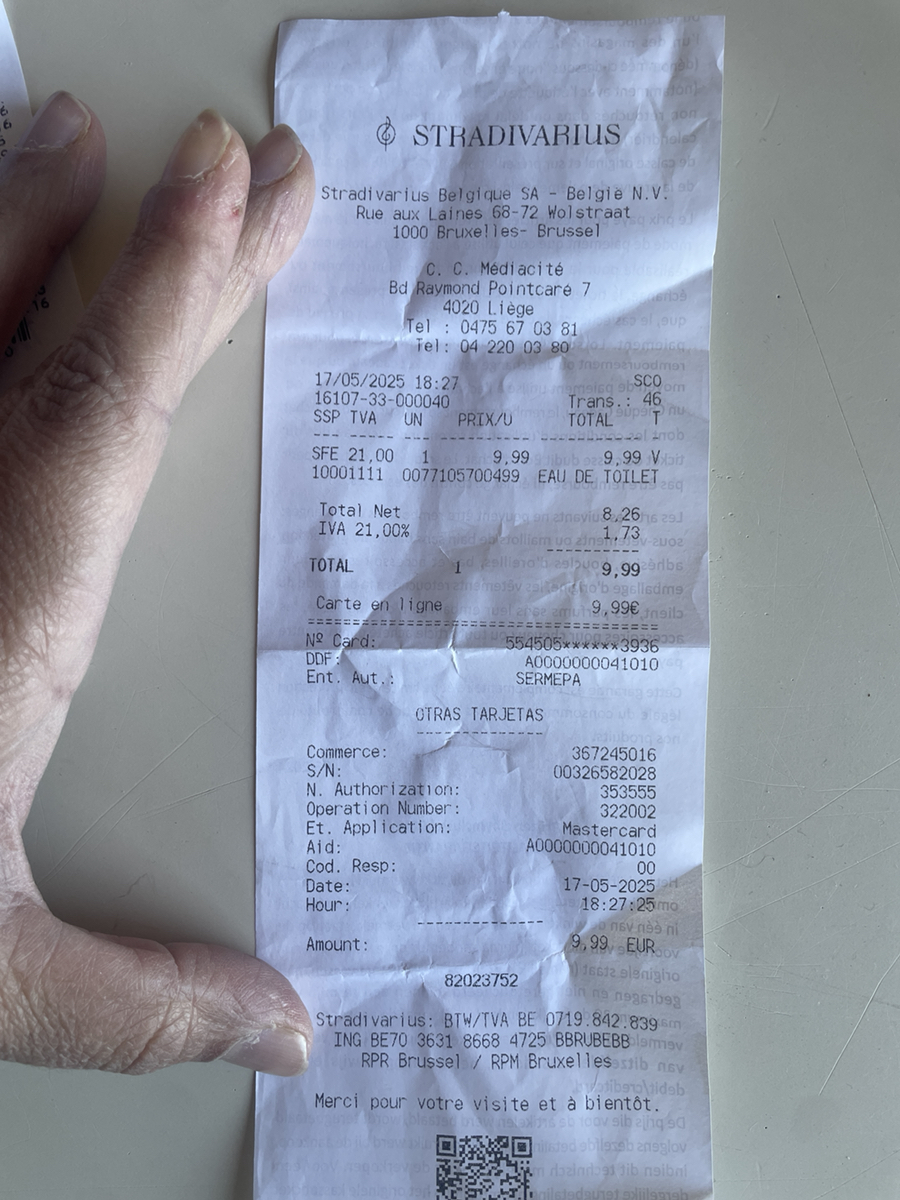 STRADIVARIUS
Stradivarius Belgique SA - België N.V.
Rue aux Laines 68-72 Wolstraat
1000 Bruxelles- Brussel
C. C. Médiacité
Bd Raymond Pointcaré 7
4020 Liège
Tel : 0475 67 03 81
Tel: 04 220 03 80
17/05/2025 18:27 SCO
16107-33-000040 Trans.: 46
SSP TVA UN PRIX/U TOTAL T
SFE 21,00 1 9,99 9,99 V
10001111 0077105700499 EAU DE TOILET
Total Net 8,26
IVA 21,00% 1,73
TOTAL 1 9,99
Carte en ligne 9,99€
Nº Card: 554505******3936
DDF: A0000000041010
Ent. Aut.: SERMEPA
OTRAS TARJETAS
Commerce: 367245016
S/N: 00326582028
N. Authorization: 353555
Operation Number: 322002
Et. Application: Mastercard
Aid: A0000000041010
Cod. Resp: 00
Date: 17-05-2025
Hour: 18:27:25
Amount: 9,99 EUR
82023752
Stradivarius: BTW/TVA BE 0719.842.839
ING BE70 3631 8668 4725 BBRUBEBB
RPR Brussel / RPM Bruxelles
Merci pour votre visite et à bientôt.